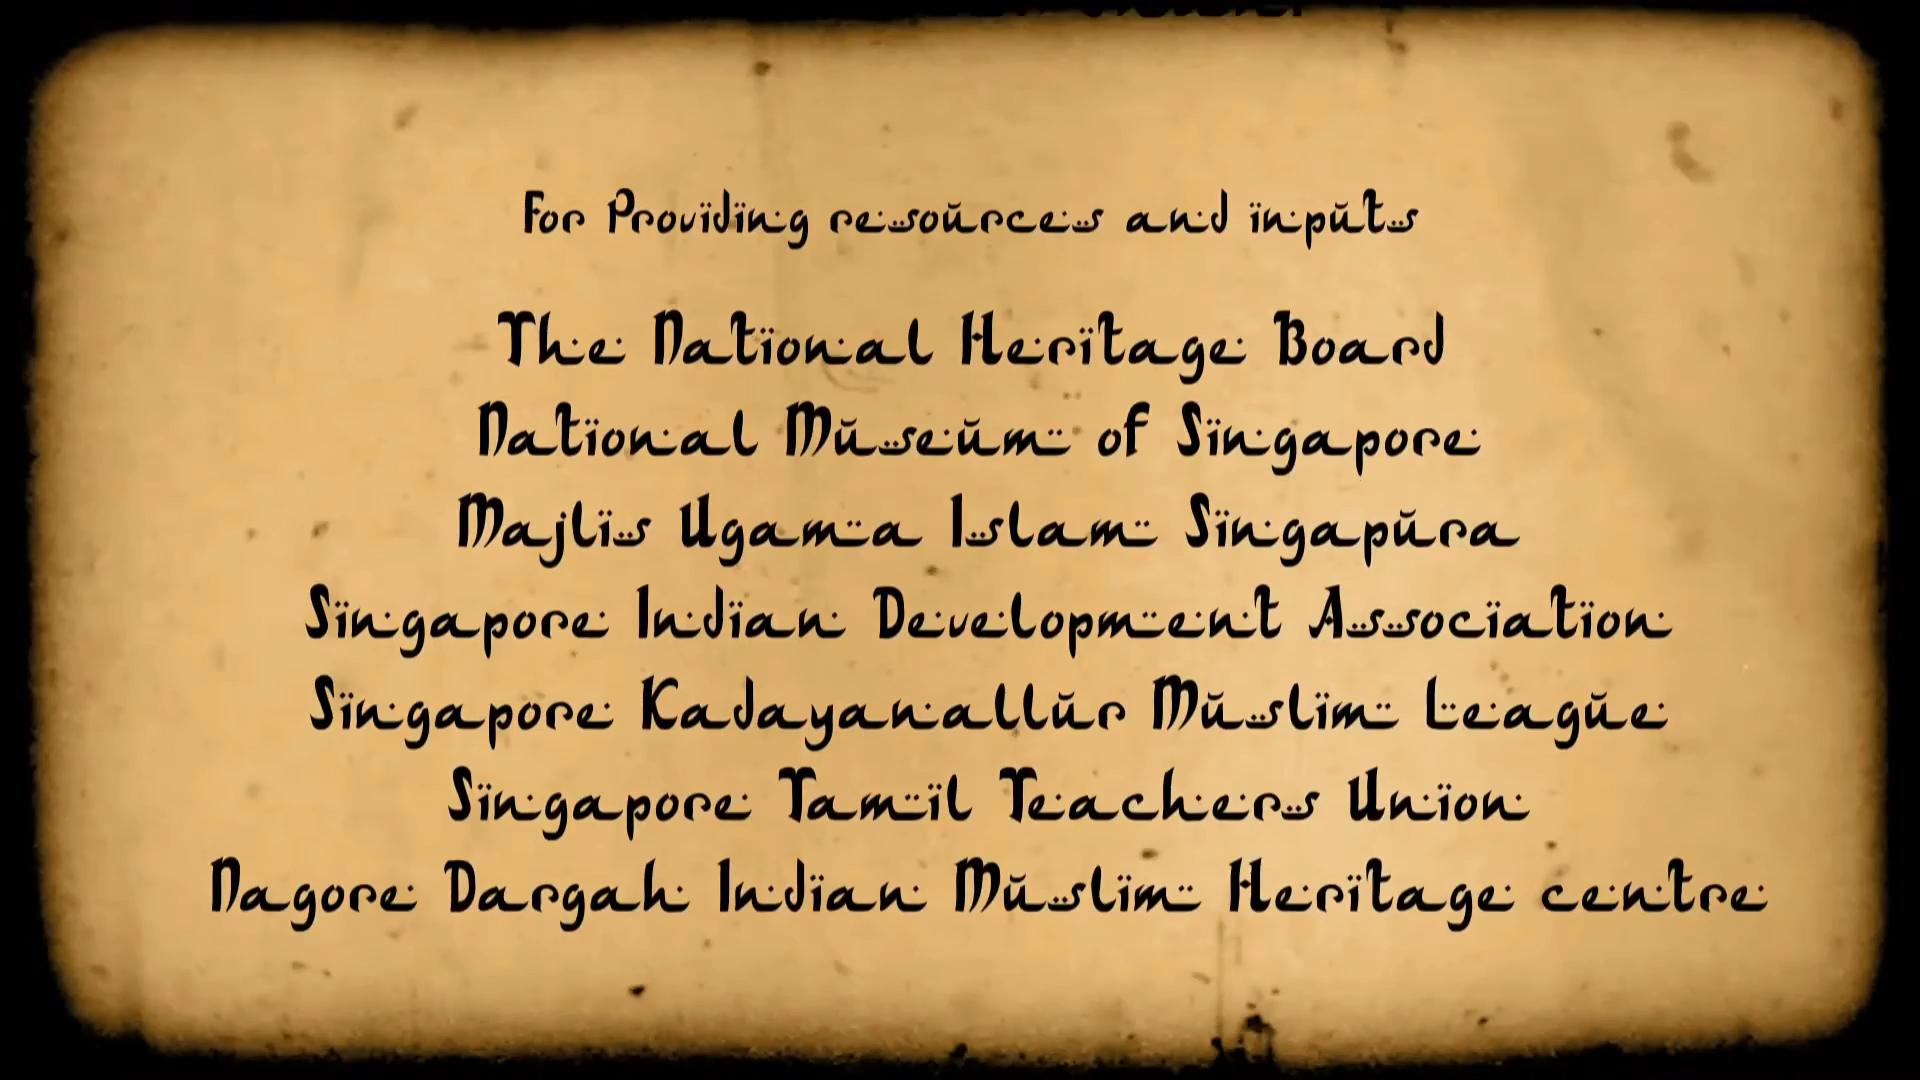 For Providing resources and inputs
The National Heritage Board
National Museum of Singapore
Majlis Ugama Islam Singapura
Singapore Indian Development Association
Singapore Kadayanallur Muslim League
Singapore Tamil Teachers Union
Nagore Dargah Indian Muslim Heritage centre